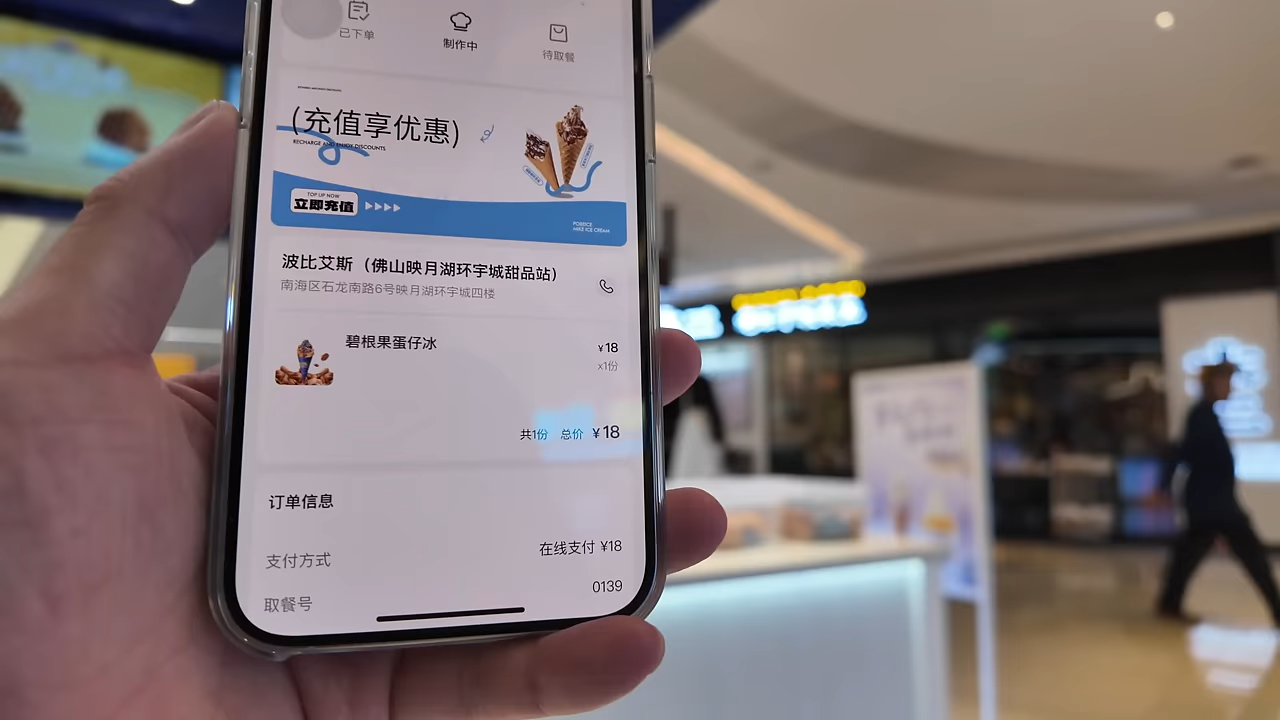 已下单
制作中
待取餐
(充值享优惠)
RECHARGE AND ENJOY DISCOUNTS
TOP UP NOW
立即充值
波比艾斯（佛山映月湖环宇城甜品站）
南海区石龙南路6号映月湖环宇城四楼
碧根果蛋仔冰
¥18
x1份
共1份 总价 ¥18
订单信息
支付方式
在线支付 ¥18
取餐号
0139